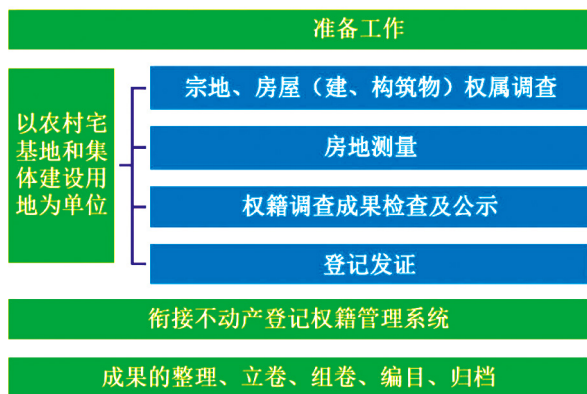 准备工作
以农村宅
基地和集
体建设用
地为单位
宗地、房屋（建、构筑物）权属调查
房地测量
权籍调查成果检查及公示
登记发证
衔接不动产登记权籍管理系统
成果的整理、立卷、组卷、编目、归档